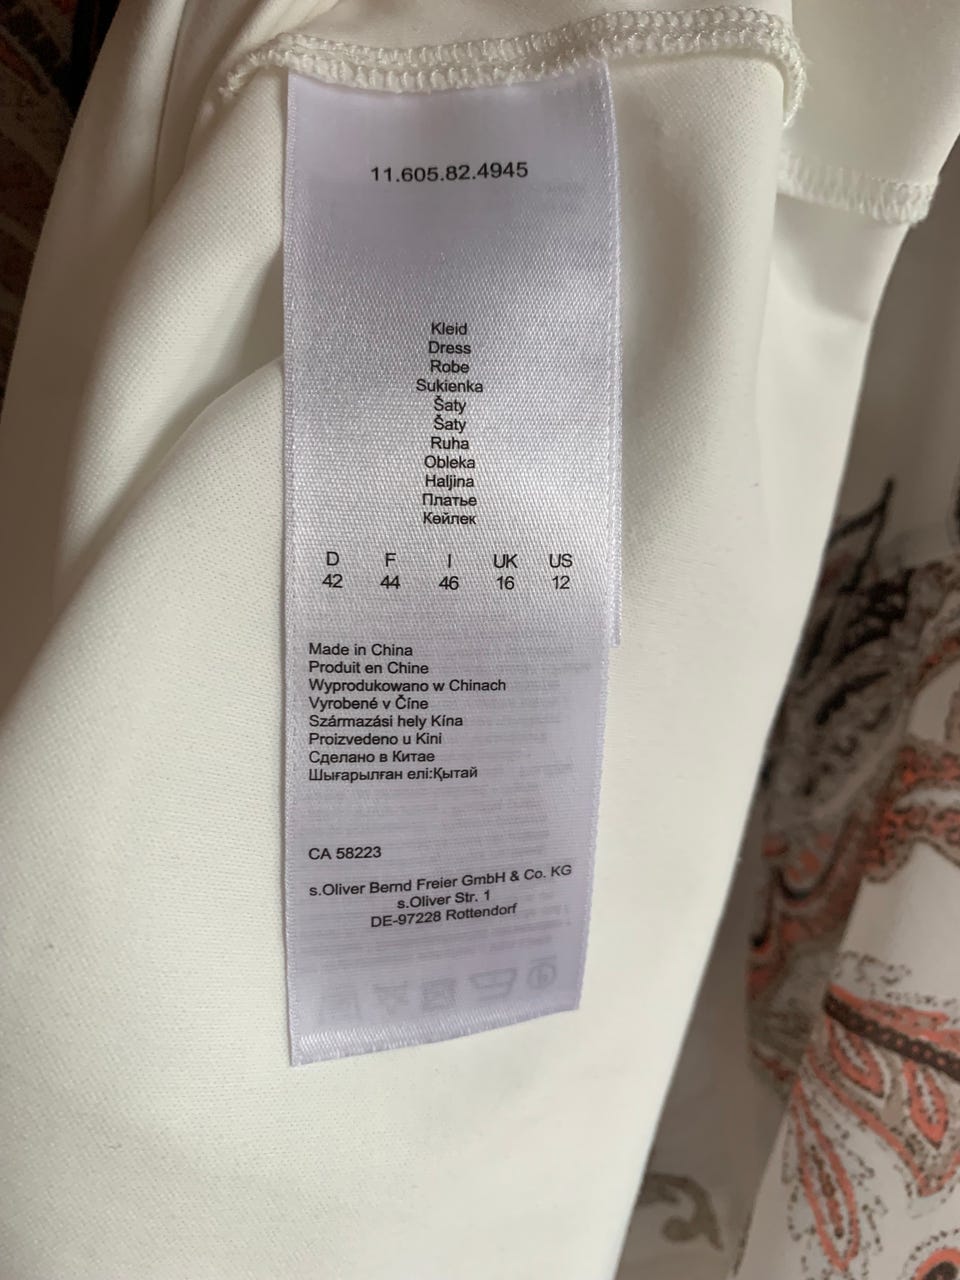 11.605.82.4945
Kleid
Dress
Robe
Sukienka
Šaty
Šaty
Ruha
Obleka
Haljina
Платье
Көйлек
D F I UK US
42 44 46 16 12
Made in China
Produit en Chine
Wyprodukowano w Chinach
Vyrobené v Číne
Származási hely Kína
Proizvedeno u Kini
Сделано в Китае
Шығарылған елі:Қытай
CA 58223
s.Oliver Bernd Freier GmbH & Co. KG
s.Oliver Str. 1
DE-97228 Rottendorf